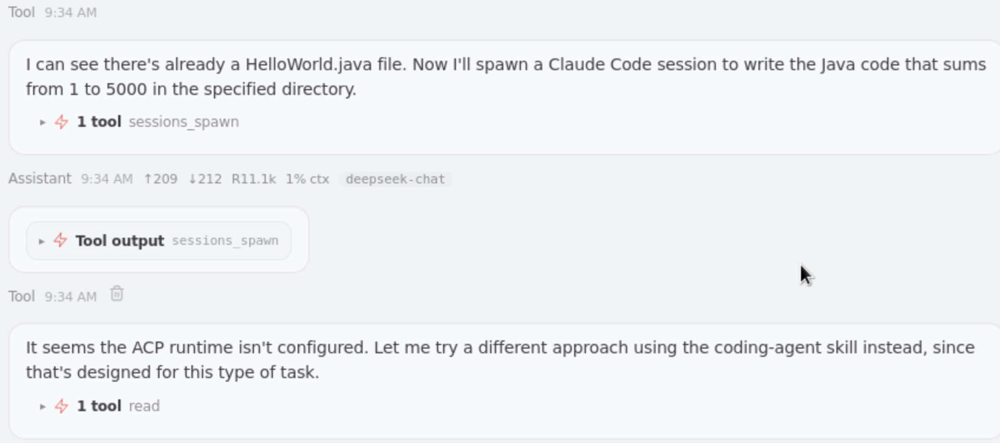 Tool 9:34 AM
I can see there's already a HelloWorld.java file. Now I'll spawn a Claude Code session to write the Java code that sums
from 1 to 5000 in the specified directory.
1 tool sessions_spawn
Assistant 9:34 AM ↑209 ↓212 R11.1k 1% ctx deepseek-chat
Tool output sessions_spawn
Tool 9:34 AM
It seems the ACP runtime isn't configured. Let me try a different approach using the coding-agent skill instead, since
that's designed for this type of task.
1 tool read